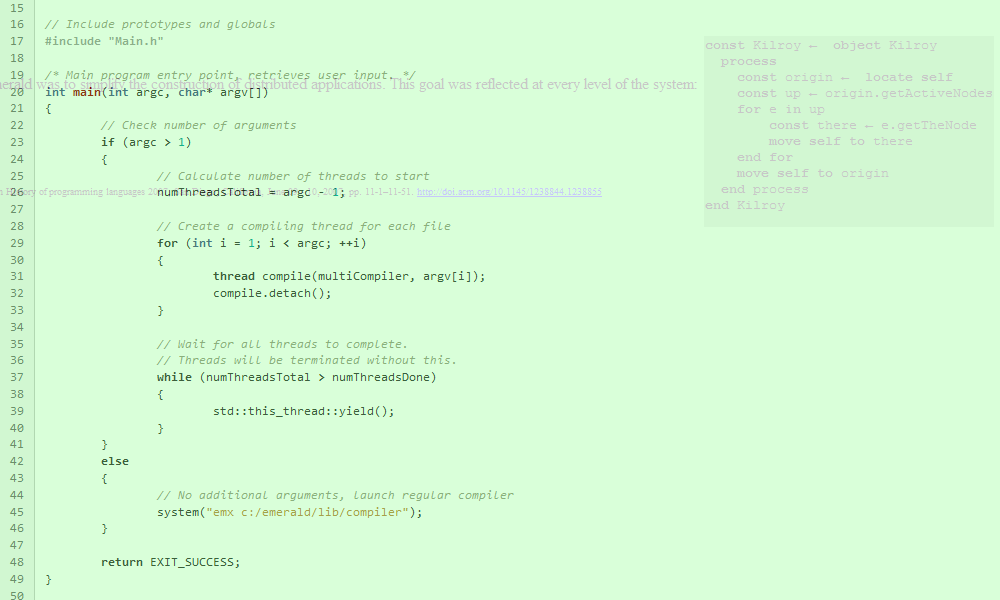 15
16 // Include prototypes and globals
17 #include "Main.h"
18
19 /* Main program entry point, retrieves user input. */
20 int main(int argc, char* argv[])
21 {
22 // Check number of arguments
23 if (argc > 1)
24 {
25 // Calculate number of threads to start
26 numThreadsTotal = argc - 1;
27
28 // Create a compiling thread for each file
29 for (int i = 1; i < argc; ++i)
30 {
31 thread compile(multiCompiler, argv[i]);
32 compile.detach();
33 }
34
35 // Wait for all threads to complete.
36 // Threads will be terminated without this.
37 while (numThreadsTotal > numThreadsDone)
38 {
39 std::this_thread::yield();
40 }
41 }
42 else
43 {
44 // No additional arguments, launch regular compiler
45 system("emx c:/emerald/lib/compiler");
46 }
47
48 return EXIT_SUCCESS;
49 }
50
was to simplify the construction of distributed applications. This goal was reflected at every level of the system:
History of programming languages pp. 11-1–11-51. http://doi.acm.org/10.1145/1238844.1238855
const Kilroy ← object Kilroy
process
const origin ← locate self
const up ← origin.getActiveNodes
for e in up
const there ← e.getTheNode
move self to there
end for
move self to origin
end process
end Kilroy